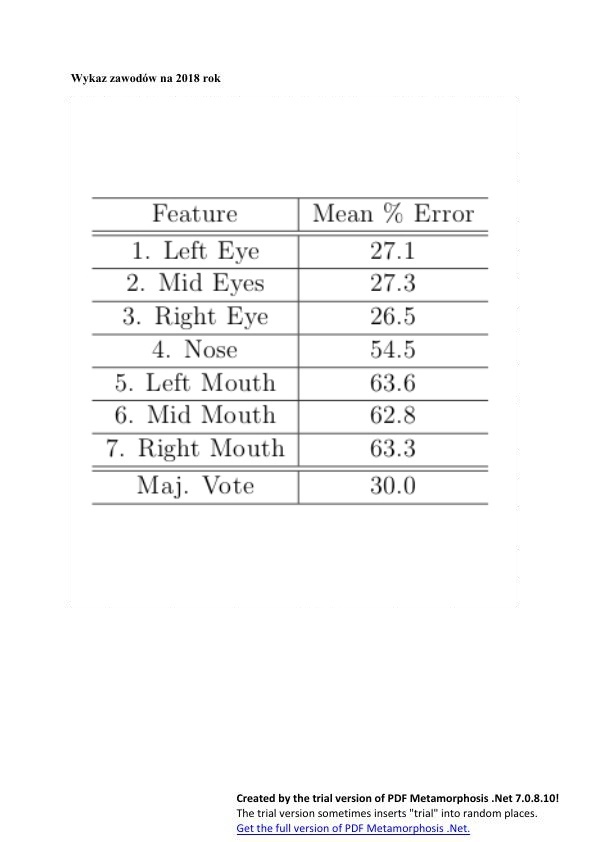 Wykaz zawodów na 2018 rok
Feature Mean % Error
1. Left Eye 27.1
2. Mid Eyes 27.3
3. Right Eye 26.5
4. Nose 54.5
5. Left Mouth 63.6
6. Mid Mouth 62.8
7. Right Mouth 63.3
Maj. Vote 30.0
Created by the trial version of PDF Metamorphosis .Net 7.0.8.10!
The trial version sometimes inserts "trial" into random places.
Get the full version of PDF Metamorphosis .Net.